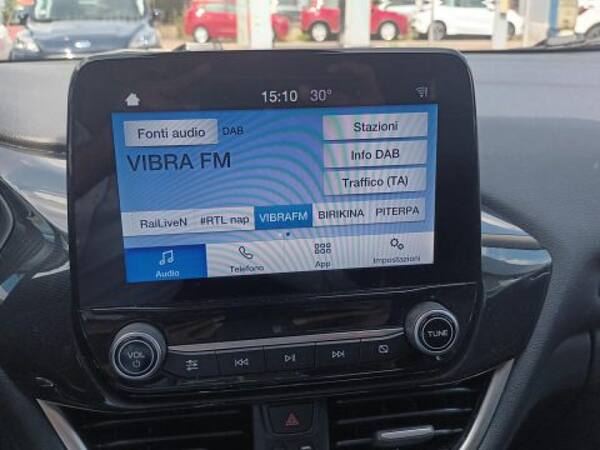 15:10 30°
Fonti audio DAB Stazioni
VIBRA FM Info DAB
Traffico (TA)
RaiLiveN #RTL nap VIBRAFM BIRIKINA PITERPA
Audio Telefono App Impostazioni
VOL TUNE